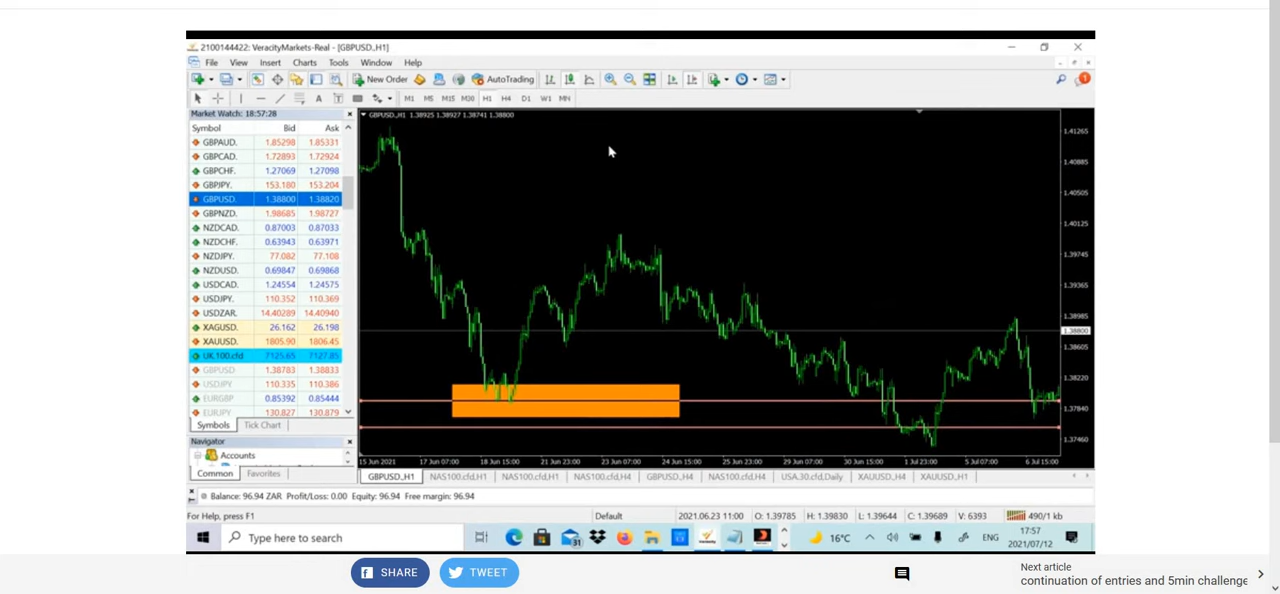 2100144422: VeracityMarkets-Real - [GBPUSD.,H1]
File View Insert Charts Tools Window Help
New Order AutoTrading
A T M1 M5 M15 M30 H1 H4 D1 W1 MN
Market Watch: 18:57:28
Symbol Bid Ask
GBPAUD. 1.85298 1.85331
GBPCAD. 1.72893 1.72924
GBPCHF. 1.27069 1.27098
GBPJPY. 153.180 153.204
GBPUSD. 1.38800 1.38820
GBPNZD. 1.98685 1.98727
NZDCAD. 0.87003 0.87033
NZDCHF. 0.63943 0.63971
NZDJPY. 77.082 77.108
NZDUSD. 0.69847 0.69868
USDCAD. 1.24554 1.24575
USDJPY. 110.352 110.369
USDZAR. 14.40289 14.40940
XAGUSD. 26.162 26.198
XAUUSD. 1805.90 1806.45
UK.100.cfd 7125.65 7127.85
GBPUSD 1.38783 1.38833
USDJPY 110.335 110.386
EURGBP 0.85392 0.85444
EURJPY 130.827 130.879
Symbols Tick Chart
Navigator
Accounts
Common Favorites
GBPUSD.,H1 1.38925 1.38927 1.38741 1.38800
1.41265
1.40885
1.40505
1.40125
1.39745
1.39365
1.38985
1.38800
1.38605
1.38220
1.37840
1.37460
15 Jun 2021 17 Jun 07:00 18 Jun 15:00 21 Jun 23:00 23 Jun 07:00 24 Jun 15:00 25 Jun 23:00 29 Jun 07:00 30 Jun 15:00 1 Jul 23:00 5 Jul 07:00 6 Jul 15:00
GBPUSD.,H1 NAS100.cfd,H1 NAS100.cfd,H1 NAS100.cfd,H4 GBPUSD.,H4 NAS100.cfd,H4 USA.30.cfd,Daily XAUUSD.,H4 XAUUSD.,H1
Balance: 96.94 ZAR Profit/Loss: 0.00 Equity: 96.94 Free margin: 96.94
For Help, press F1 Default 2021.06.23 11:00 O: 1.39785 H: 1.39830 L: 1.39644 C: 1.39689 V: 6393 490/1 kb
Type here to search 31 16°C ENG 17:57
2021/07/12
SHARE TWEET
Next article
continuation of entries and 5min challenge